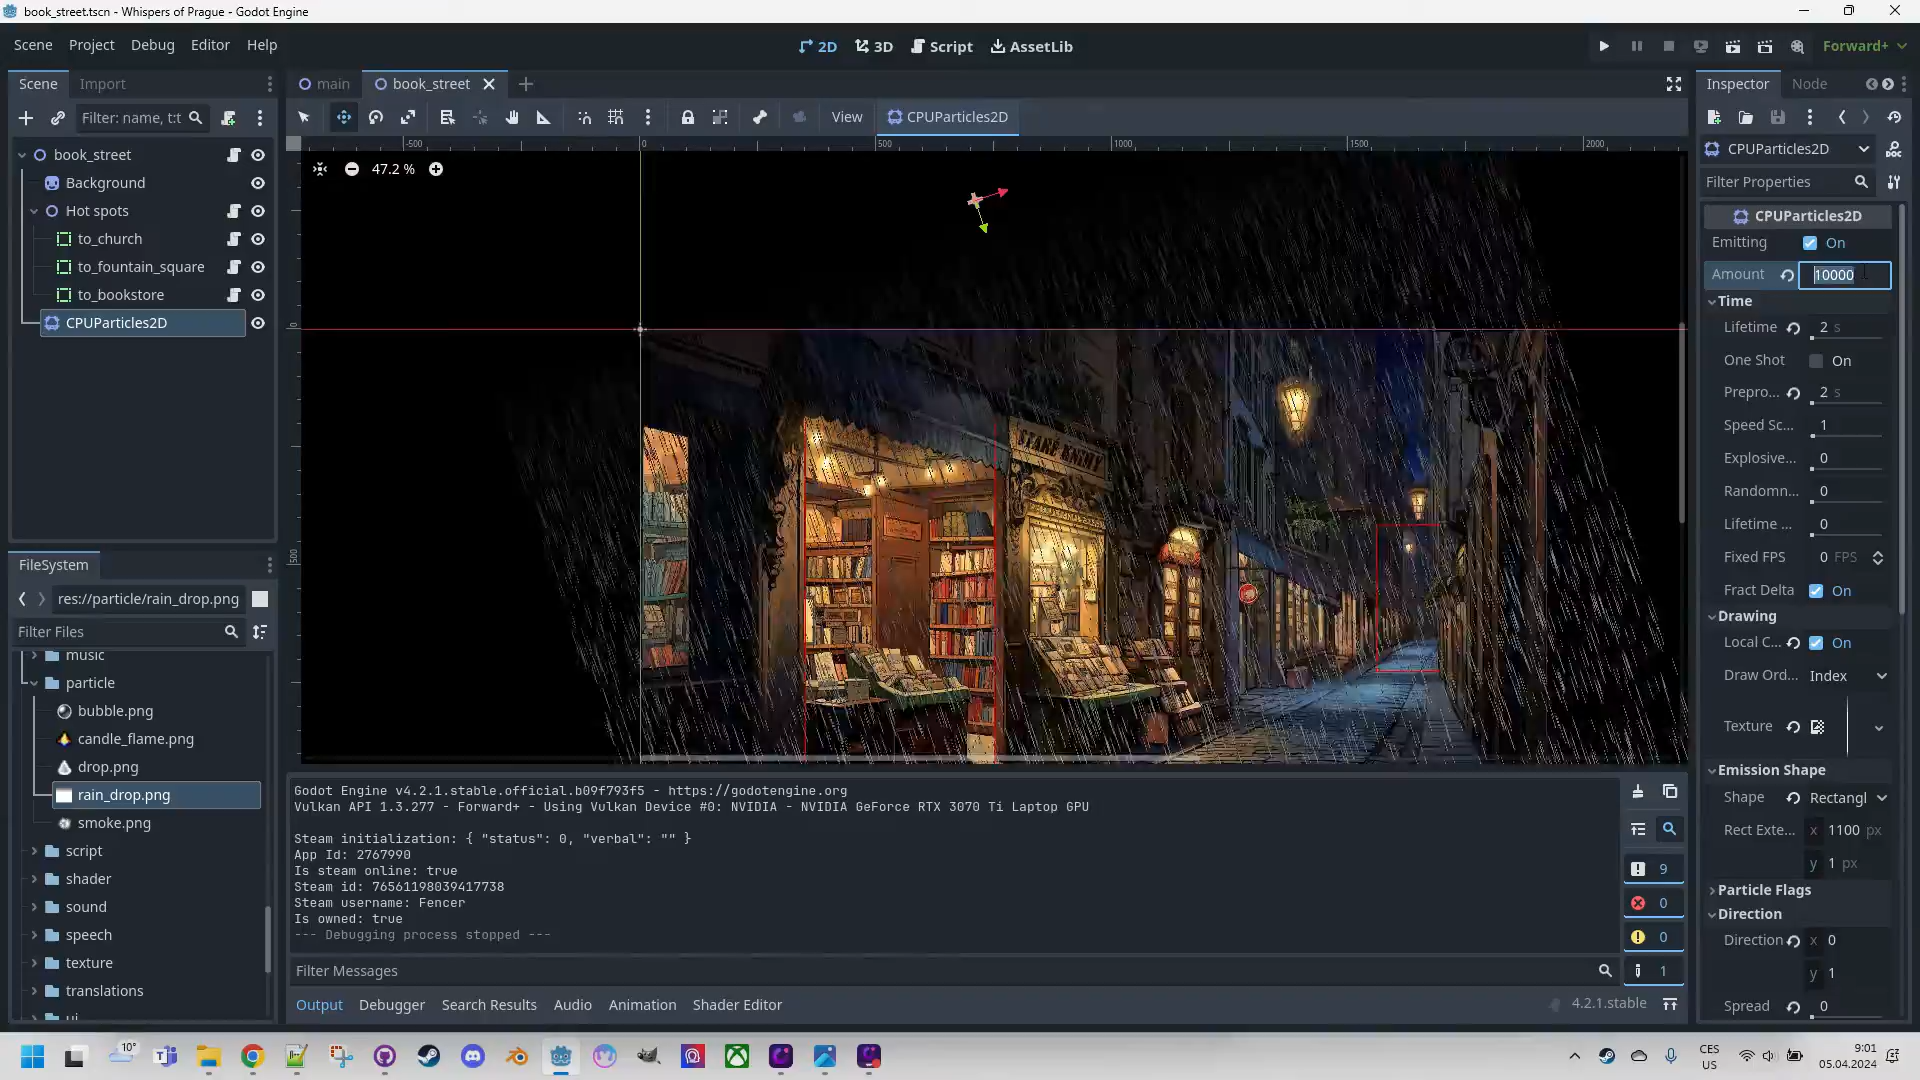 book_street.tscn - Whispers of Prague - Godot Engine
Scene Project Debug Editor Help
2D 3D Script AssetLib
Forward+
Scene Import
main book_street
Inspector Node
Filter: name, t:t
View CPUParticles2D
CPUParticles2D
Filter Properties
book_street
Background
Hot spots
to_church
to_fountain_square
to_bookstore
CPUParticles2D
47.2 %
-500 0 500 1000 1500 2000
0
500
STARÉ KNIHY
CPUParticles2D
Emitting On
Amount 10000
Time
Lifetime 2 s
One Shot On
Prepro... 2 s
Speed Sc... 1
Explosive... 0
Randomn... 0
Lifetime ... 0
Fixed FPS 0 FPS
Fract Delta On
Drawing
Local C... On
Draw Ord... Index
Texture
Emission Shape
Shape Rectangl
Rect Exte... x 1100 px
y 1 px
Particle Flags
Direction
Direction x 0
y 1
Spread 0
FileSystem
res://particle/rain_drop.png
Filter Files
music
particle
bubble.png
candle_flame.png
drop.png
rain_drop.png
smoke.png
script
shader
sound
speech
texture
translations
ui
Godot Engine v4.2.1.stable.official.b09f793f5 - https://godotengine.org
Vulkan API 1.3.277 - Forward+ - Using Vulkan Device #0: NVIDIA - NVIDIA GeForce RTX 3070 Ti Laptop GPU
Steam initialization: { "status": 0, "verbal": "" }
App Id: 2767990
Is steam online: true
Steam id: 76561198039417738
Steam username: Fencer
Is owned: true
--- Debugging process stopped ---
9
0
0
1
Filter Messages
Output Debugger Search Results Audio Animation Shader Editor
4.2.1.stable
10°
CES
US
9:01
05.04.2024